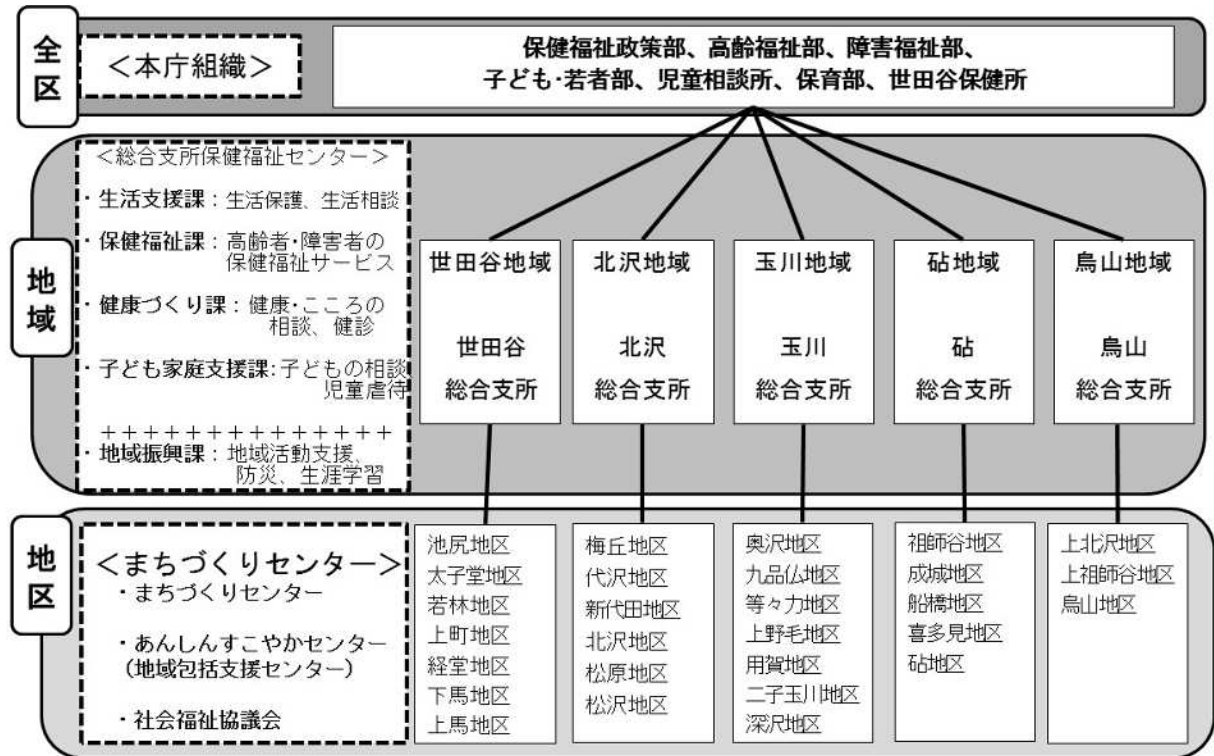 全区
＜本庁組織＞
保健福祉政策部、高齢福祉部、障害福祉部、
子ども･若者部、児童相談所、保育部、世田谷保健所
地域
＜総合支所保健福祉センター＞
・生活支援課：生活保護、生活相談
・保健福祉課：高齢者・障害者の
保健福祉サービス
・健康づくり課：健康･こころの
相談、健診
・子ども家庭支援課:子どもの相談
児童虐待
++++++++++++++
・地域振興課：地域活動支援、
防災、生涯学習
世田谷地域
世田谷
総合支所
北沢地域
北沢
総合支所
玉川地域
玉川
総合支所
砧地域
砧
総合支所
烏山地域
烏山
総合支所
地区
＜まちづくりセンター＞
・まちづくりセンター
・あんしんすこやかセンター
（地域包括支援センター）
・社会福祉協議会
池尻地区
太子堂地区
若林地区
上町地区
経堂地区
下馬地区
上馬地区
梅丘地区
代沢地区
新代田地区
北沢地区
松原地区
松沢地区
奥沢地区
九品仏地区
等々力地区
上野毛地区
用賀地区
二子玉川地区
深沢地区
祖師谷地区
成城地区
船橋地区
喜多見地区
砧地区
上北沢地区
上祖師谷地区
烏山地区